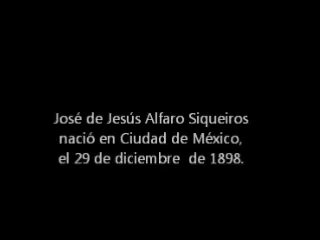 José de Jesús Alfaro Siqueiros
nació en Ciudad de México,
el 29 de diciembre  de 1898.